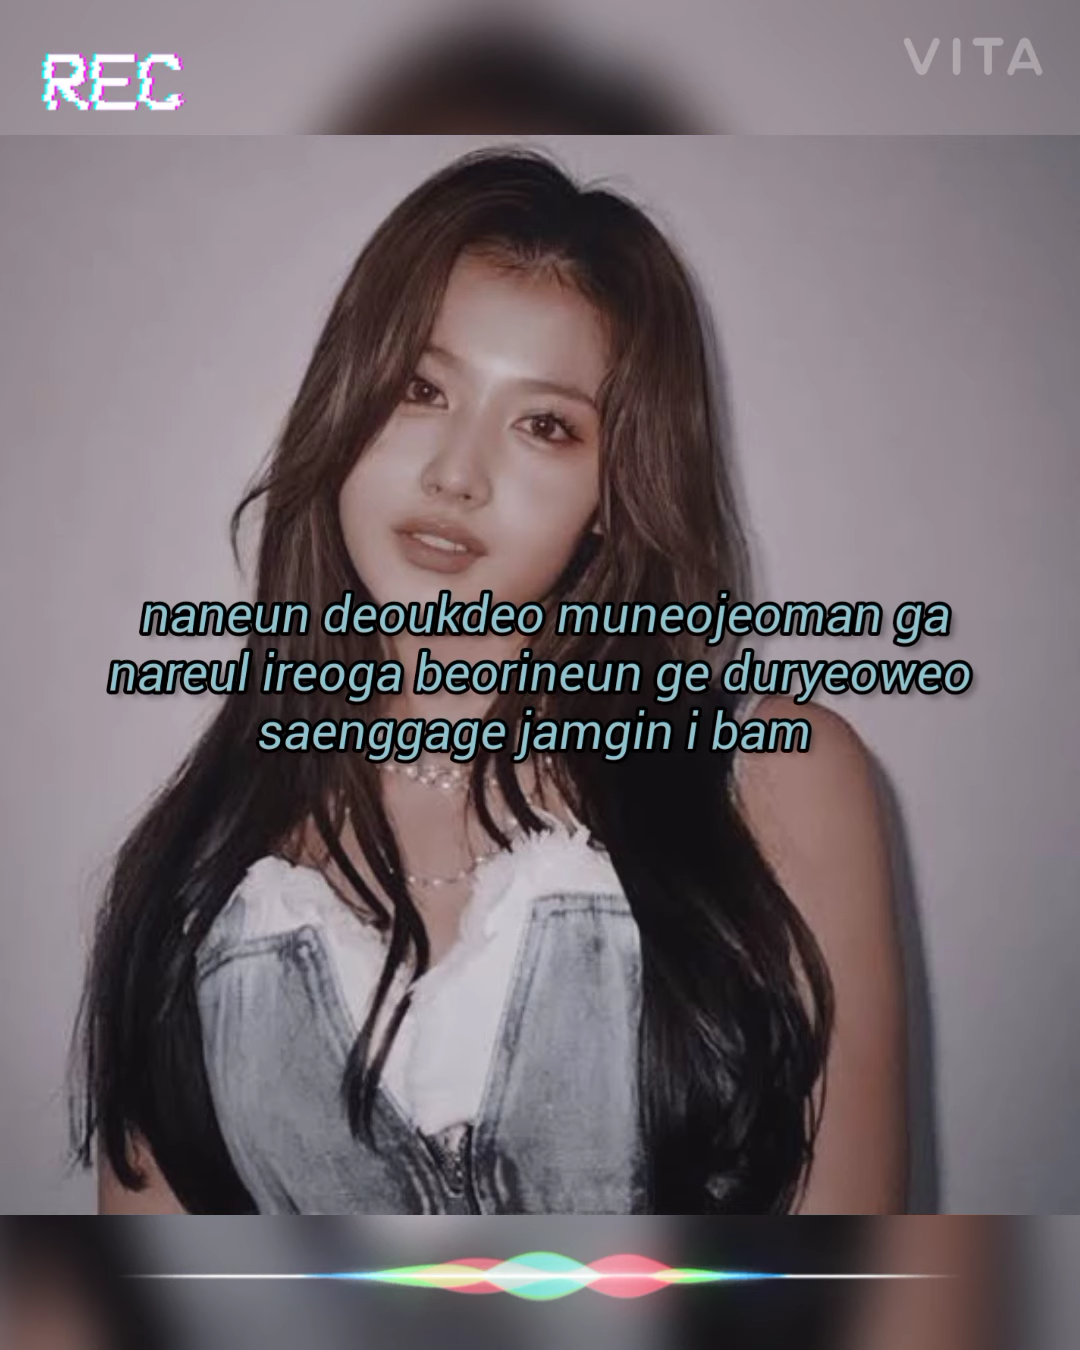 REC
VITA
naneun deoukdeo muneojeoman ga
nareul ireoga beorineun ge duryeoweo
saenggage jamgin i bam